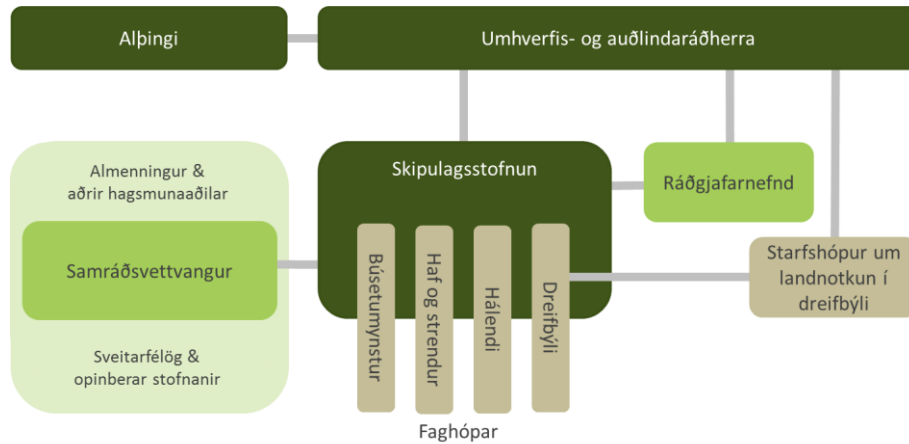 Alþingi
Umhverfis- og auðlindaráðherra
Almenningur &
aðrir hagsmunaaðilar
Samráðsvettvangur
Sveitarfélög &
opinberar stofnanir
Skipulagsstofnun
Búsetumynstur
Haf og strendur
Hálendi
Dreifbýli
Faghópar
Ráðgjafarnefnd
Starfshópur um
landnotkun í
dreifbýli